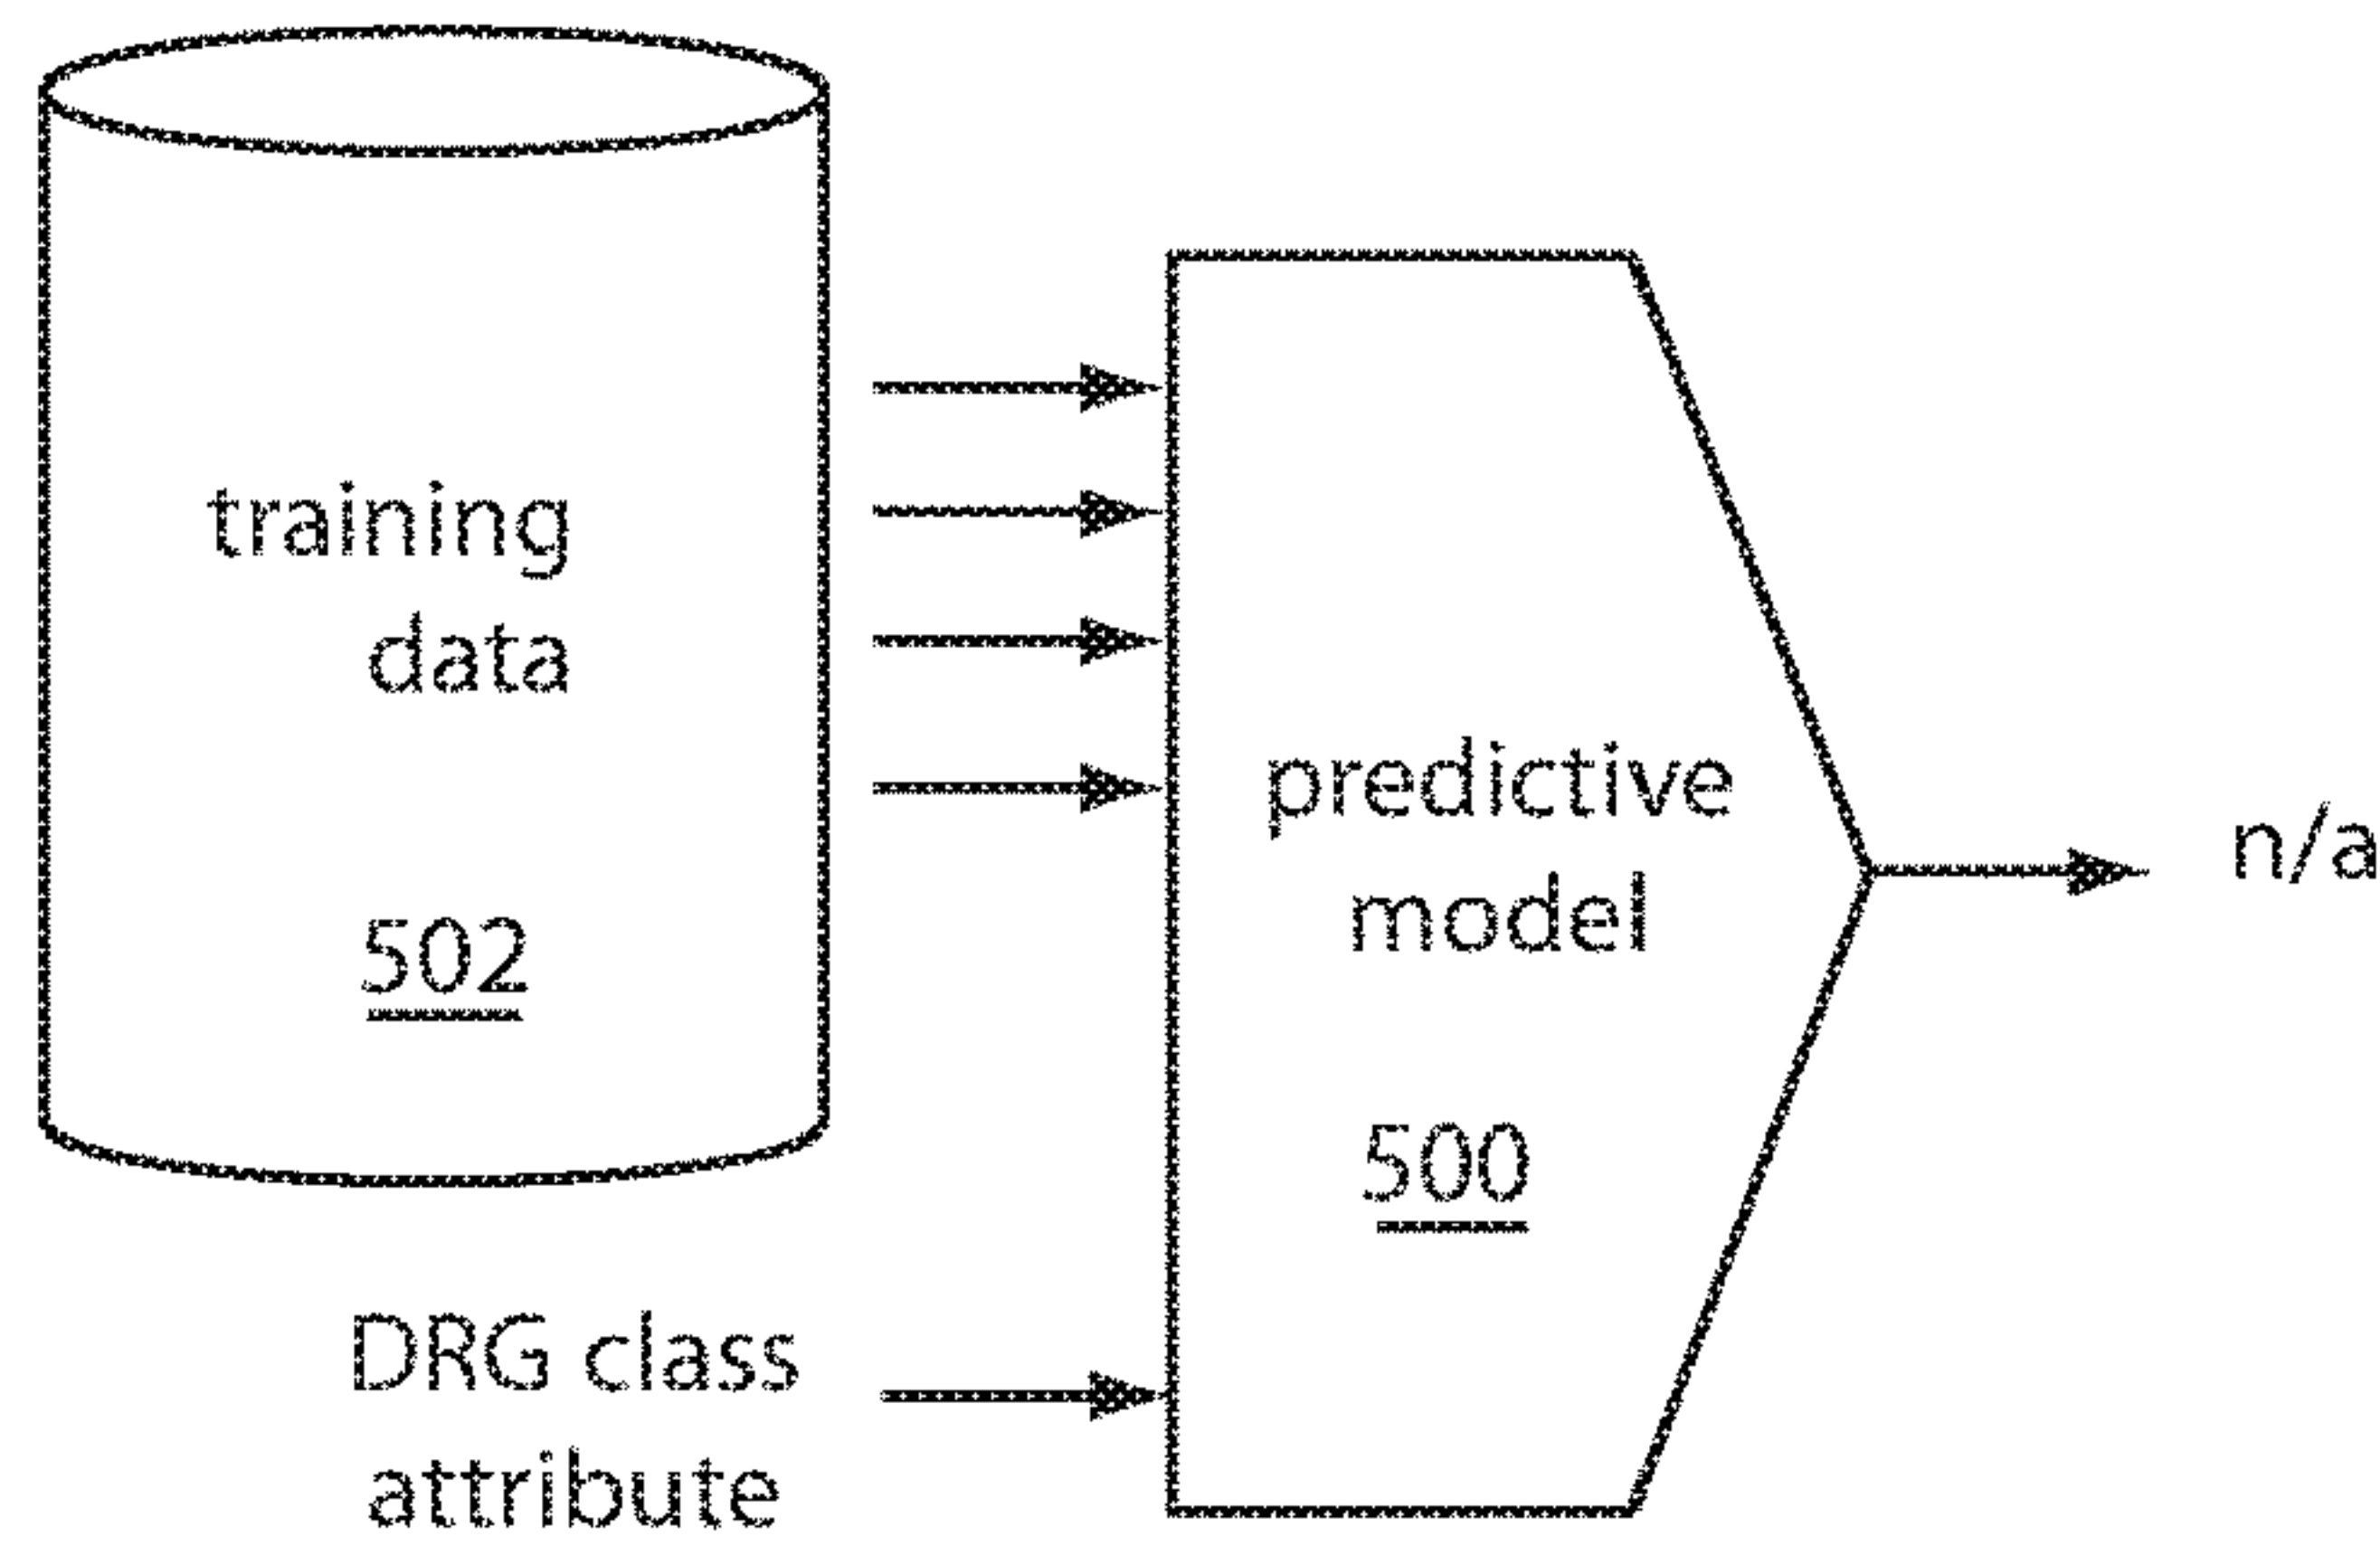 training
data
502
predictive
model
500
n/a
DRG class
attribute